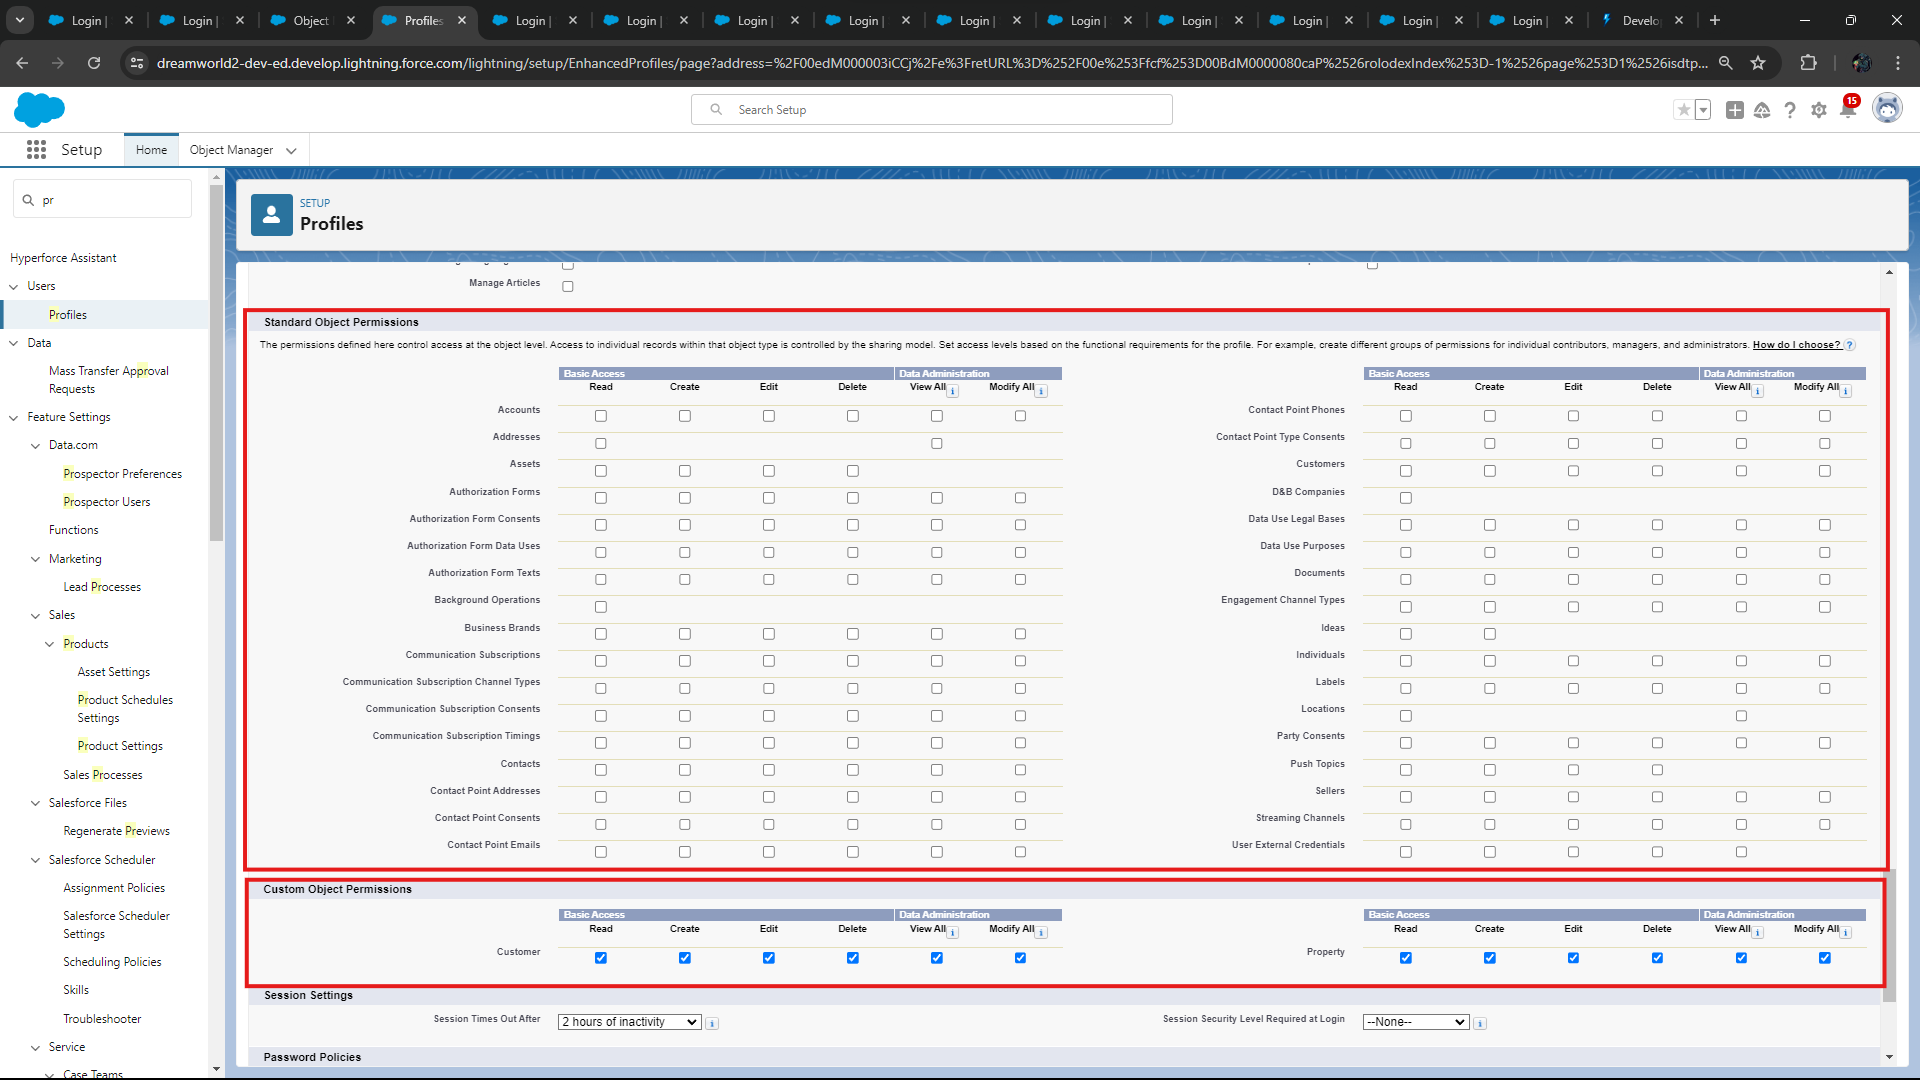 Login |
Login |
Object
Profiles
Login |
Login |
Login |
Login |
Login |
Login |
Login |
Login |
Login |
Login |
Develo
dreamworld2-dev-ed.develop.lightning.force.com/lightning/setup/EnhancedProfiles/page?address=%2F00edM000003iCCj%2Fe%3FretURL%3D%252F00e%253Ffcf%253D00BdM0000080caP%2526rolodexIndex%253D-1%2526page%253D1%2526isdtp...
Search Setup
15
Setup
Home
Object Manager
pr
Hyperforce Assistant
Users
Profiles
Data
Mass Transfer Approval
Requests
Feature Settings
Data.com
Prospector Preferences
Prospector Users
Functions
Marketing
Lead Processes
Sales
Products
Asset Settings
Product Schedules
Settings
Product Settings
Sales Processes
Salesforce Files
Regenerate Previews
Salesforce Scheduler
Assignment Policies
Salesforce Scheduler
Settings
Scheduling Policies
Skills
Troubleshooter
Service
Case Teams
SETUP
Profiles
Manage Articles
Standard Object Permissions
The permissions defined here control access at the object level. Access to individual records within that object type is controlled by the sharing model. Set access levels based on the functional requirements for the profile. For example, create different groups of permissions for individual contributors, managers, and administrators. How do I choose? ?
Basic Access Data Administration
Read Create Edit Delete View All i Modify All i
Accounts
Addresses
Assets
Authorization Forms
Authorization Form Consents
Authorization Form Data Uses
Authorization Form Texts
Background Operations
Business Brands
Communication Subscriptions
Communication Subscription Channel Types
Communication Subscription Consents
Communication Subscription Timings
Contacts
Contact Point Addresses
Contact Point Consents
Contact Point Emails
Basic Access Data Administration
Read Create Edit Delete View All i Modify All i
Contact Point Phones
Contact Point Type Consents
Customers
D&B Companies
Data Use Legal Bases
Data Use Purposes
Documents
Engagement Channel Types
Ideas
Individuals
Labels
Locations
Party Consents
Push Topics
Sellers
Streaming Channels
User External Credentials
Custom Object Permissions
Basic Access Data Administration
Read Create Edit Delete View All i Modify All i
Customer
Basic Access Data Administration
Read Create Edit Delete View All i Modify All i
Property
Session Settings
Session Times Out After 2 hours of inactivity i
Session Security Level Required at Login --None-- i
Password Policies